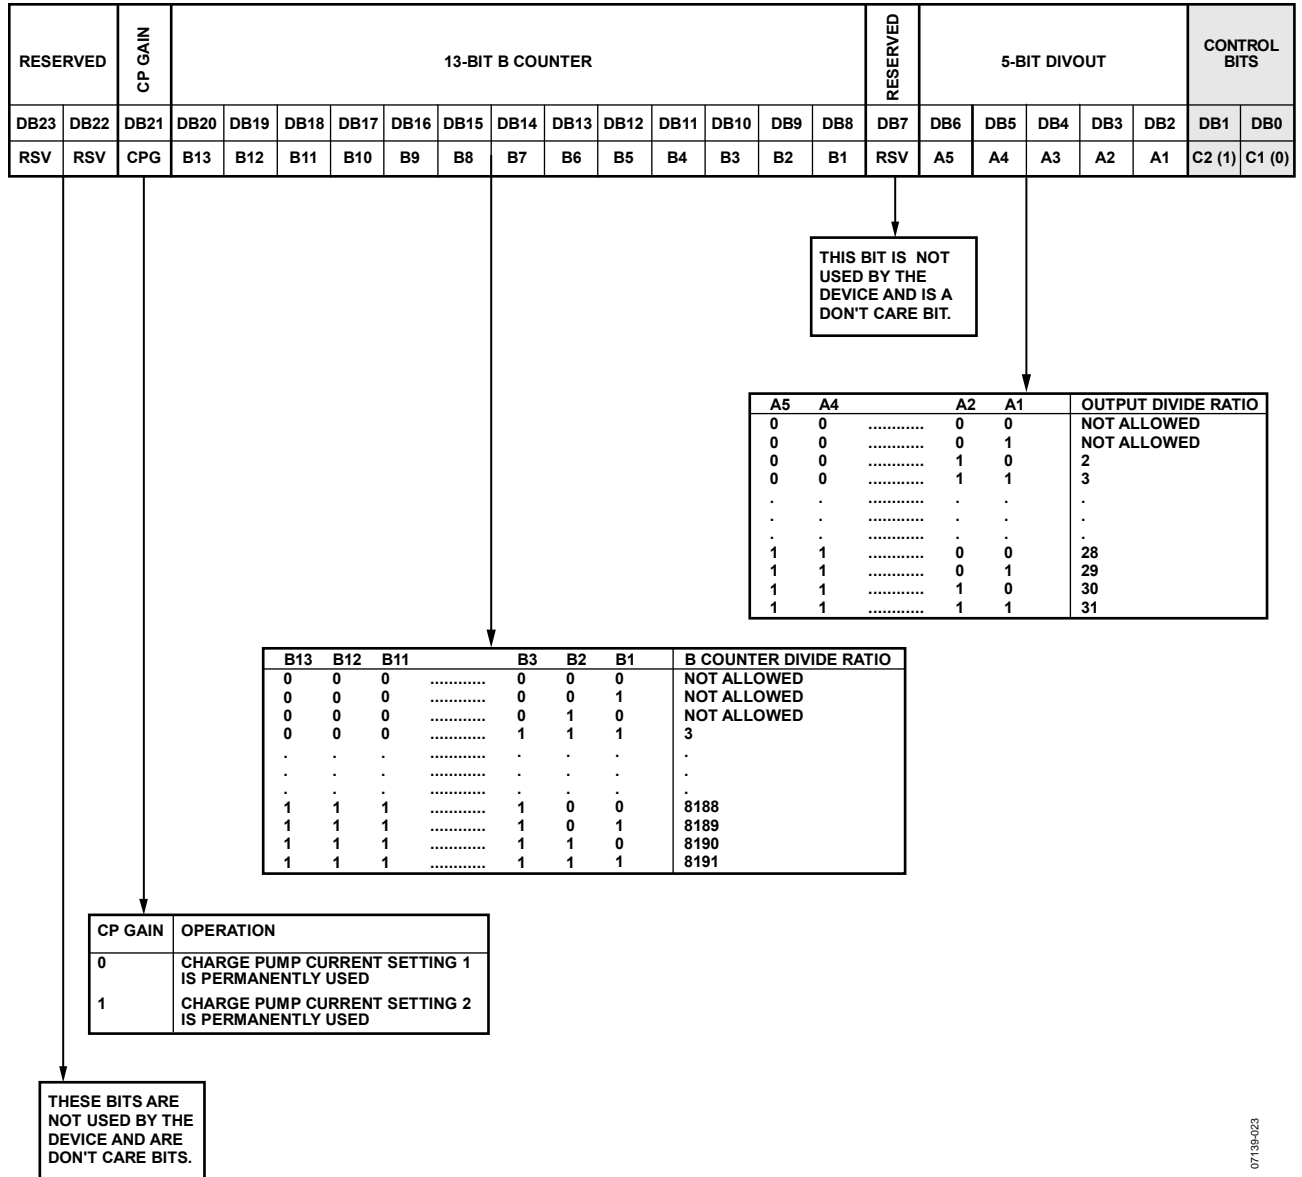 RESERVED CP GAIN 13-BIT B COUNTER RESERVED 5-BIT DIVOUT CONTROL BITS
DB23 DB22 DB21 DB20 DB19 DB18 DB17 DB16 DB15 DB14 DB13 DB12 DB11 DB10 DB9 DB8 DB7 DB6 DB5 DB4 DB3 DB2 DB1 DB0
RSV RSV CPG B13 B12 B11 B10 B9 B8 B7 B6 B5 B4 B3 B2 B1 RSV A5 A4 A3 A2 A1 C2 (1) C1 (0)
THIS BIT IS NOT
USED BY THE
DEVICE AND IS A
DON'T CARE BIT.
A5 A4 A2 A1 OUTPUT DIVIDE RATIO
0 0 ............ 0 0 NOT ALLOWED
0 0 ............ 0 1 NOT ALLOWED
0 0 ............ 1 0 2
0 0 ............ 1 1 3
. . ............ . . .
. . ............ . . .
. . ............ . . .
1 1 ............ 0 0 28
1 1 ............ 0 1 29
1 1 ............ 1 0 30
1 1 ............ 1 1 31
B13 B12 B11 B3 B2 B1 B COUNTER DIVIDE RATIO
0 0 0 ............ 0 0 0 NOT ALLOWED
0 0 0 ............ 0 0 1 NOT ALLOWED
0 0 0 ............ 0 1 0 NOT ALLOWED
0 0 0 ............ 1 1 1 3
. . . ............ . . . .
. . . ............ . . . .
. . . ............ . . . .
1 1 1 ............ 1 0 0 8188
1 1 1 ............ 1 0 1 8189
1 1 1 ............ 1 1 0 8190
1 1 1 ............ 1 1 1 8191
CP GAIN OPERATION
0 CHARGE PUMP CURRENT SETTING 1
IS PERMANENTLY USED
1 CHARGE PUMP CURRENT SETTING 2
IS PERMANENTLY USED
THESE BITS ARE
NOT USED BY THE
DEVICE AND ARE
DON'T CARE BITS.
07139-023